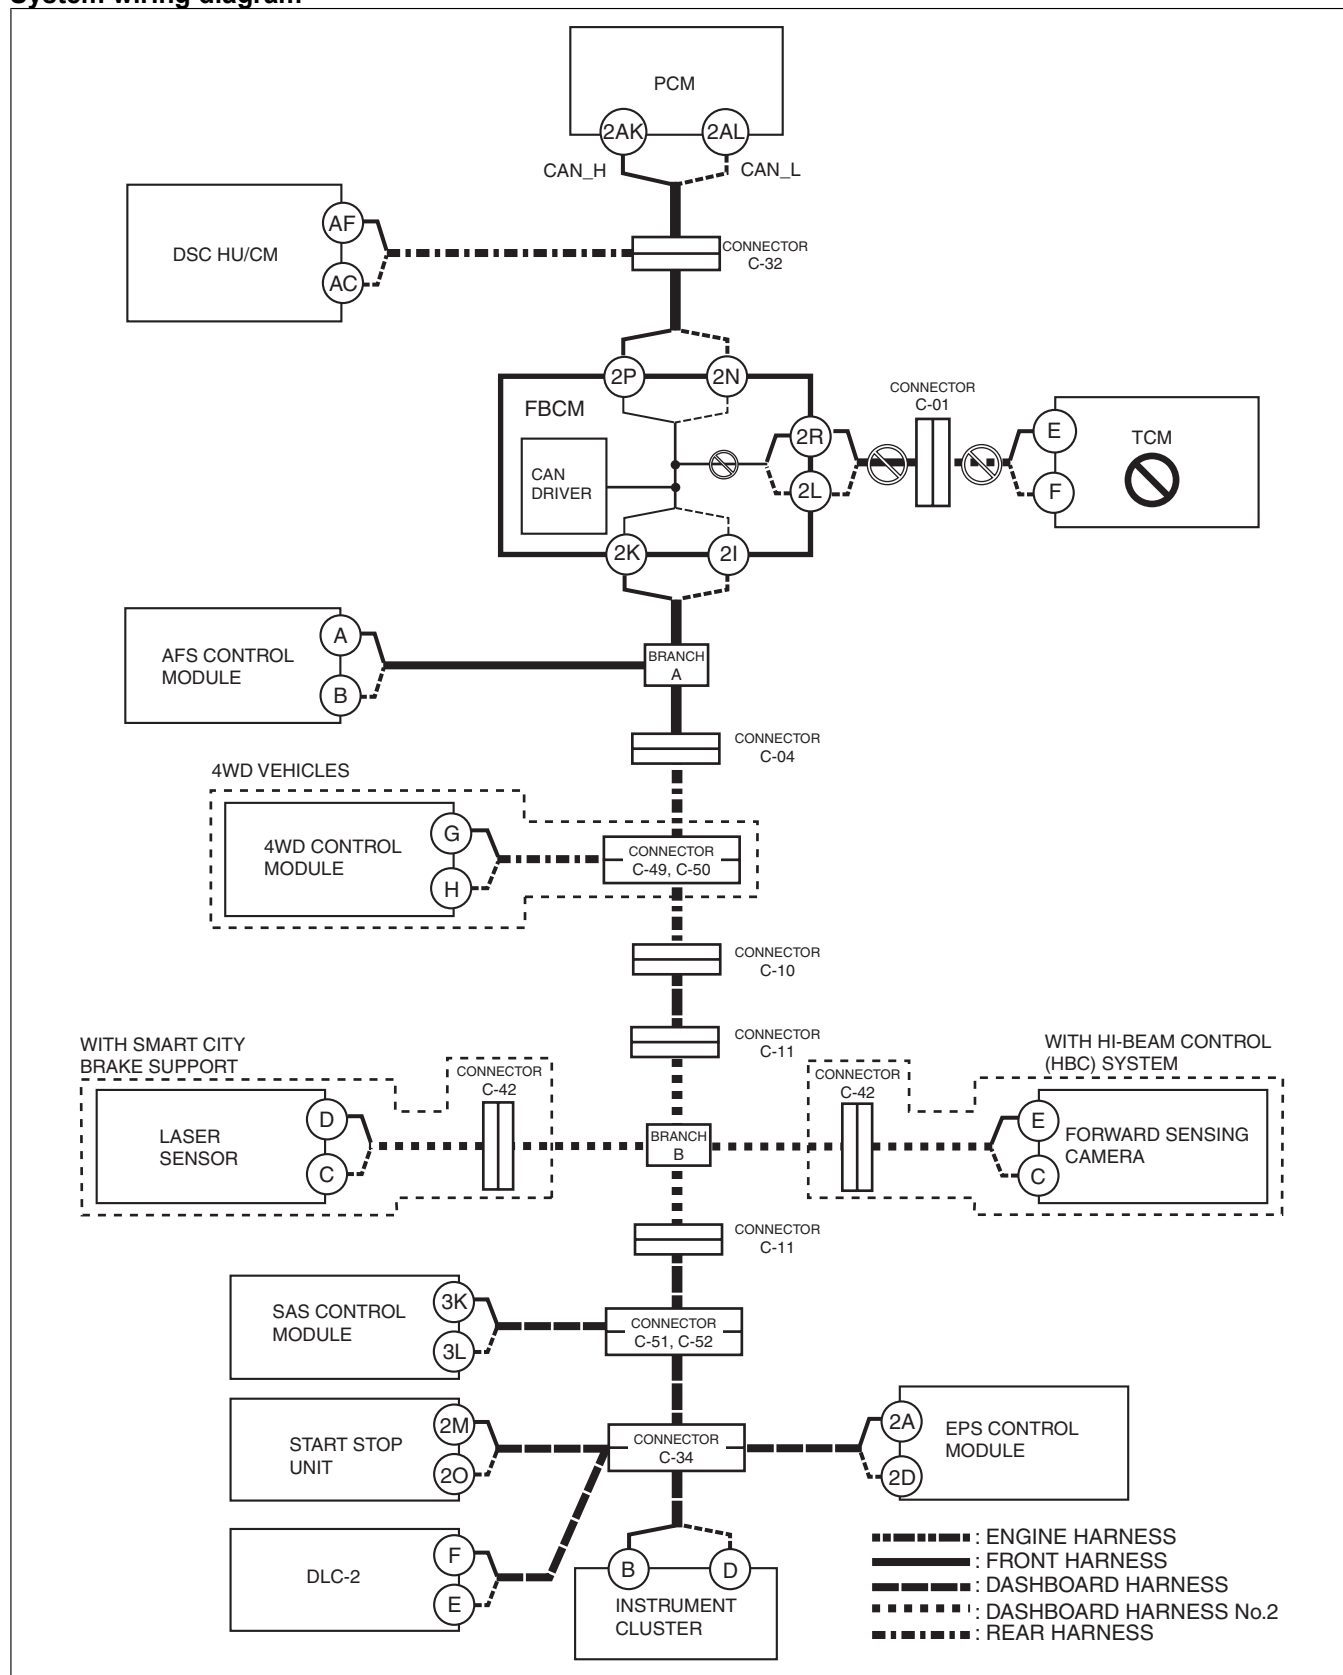 System wiring diagram
PCM
2AK
2AL
CAN_H
CAN_L
DSC HU/CM
AF
AC
CONNECTOR
C-32
2P
2N
FBCM
CAN
DRIVER
2R
2L
2K
2I
CONNECTOR
C-01
E
F
TCM
AFS CONTROL
MODULE
A
B
BRANCH
A
CONNECTOR
C-04
4WD VEHICLES
4WD CONTROL
MODULE
G
H
CONNECTOR
C-49, C-50
CONNECTOR
C-10
CONNECTOR
C-11
WITH SMART CITY
BRAKE SUPPORT
LASER
SENSOR
D
C
CONNECTOR
C-42
BRANCH
B
CONNECTOR
C-42
WITH HI-BEAM CONTROL
(HBC) SYSTEM
E
C
FORWARD SENSING
CAMERA
CONNECTOR
C-11
SAS CONTROL
MODULE
3K
3L
CONNECTOR
C-51, C-52
START STOP
UNIT
2M
2O
CONNECTOR
C-34
2A
2D
EPS CONTROL
MODULE
DLC-2
F
E
B
D
INSTRUMENT
CLUSTER
: ENGINE HARNESS
: FRONT HARNESS
: DASHBOARD HARNESS
: DASHBOARD HARNESS No.2
: REAR HARNESS